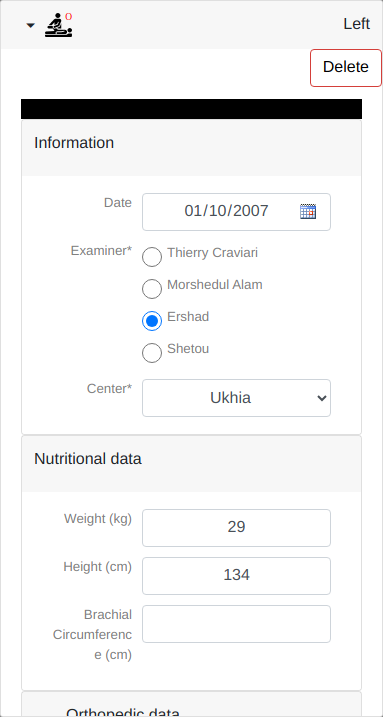 0
Left
Delete
Information
Date
01/10/2007
Examiner*
Thierry Craviari
Morshedul Alam
Ershad
Shetou
Center*
Ukhia
Nutritional data
Weight (kg)
29
Height (cm)
134
Brachial
Circumferenc
e (cm)
Orthopedic data